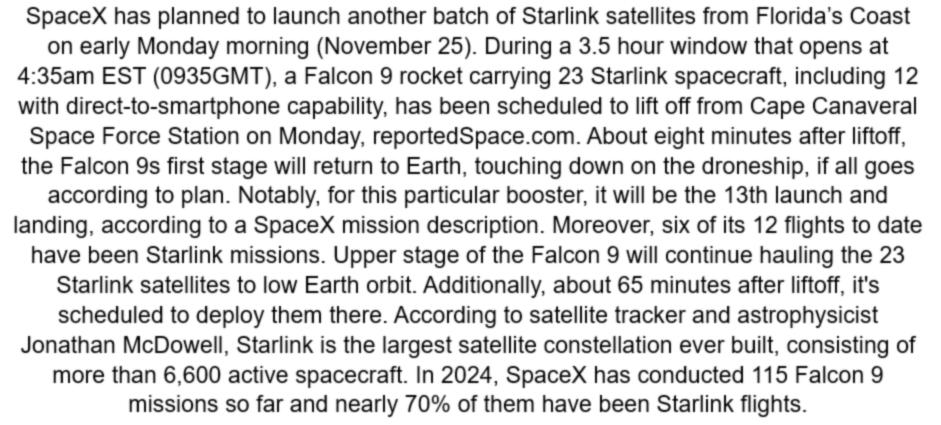 SpaceX has planned to launch another batch of Starlink satellites from Florida’s Coast
on early Monday morning (November 25). During a 3.5 hour window that opens at
4:35am EST (0935GMT), a Falcon 9 rocket carrying 23 Starlink spacecraft, including 12
with direct-to-smartphone capability, has been scheduled to lift off from Cape Canaveral
Space Force Station on Monday, reportedSpace.com. About eight minutes after liftoff,
the Falcon 9s first stage will return to Earth, touching down on the droneship, if all goes
according to plan. Notably, for this particular booster, it will be the 13th launch and
landing, according to a SpaceX mission description. Moreover, six of its 12 flights to date
have been Starlink missions. Upper stage of the Falcon 9 will continue hauling the 23
Starlink satellites to low Earth orbit. Additionally, about 65 minutes after liftoff, it's
scheduled to deploy them there. According to satellite tracker and astrophysicist
Jonathan McDowell, Starlink is the largest satellite constellation ever built, consisting of
more than 6,600 active spacecraft. In 2024, SpaceX has conducted 115 Falcon 9
missions so far and nearly 70% of them have been Starlink flights.